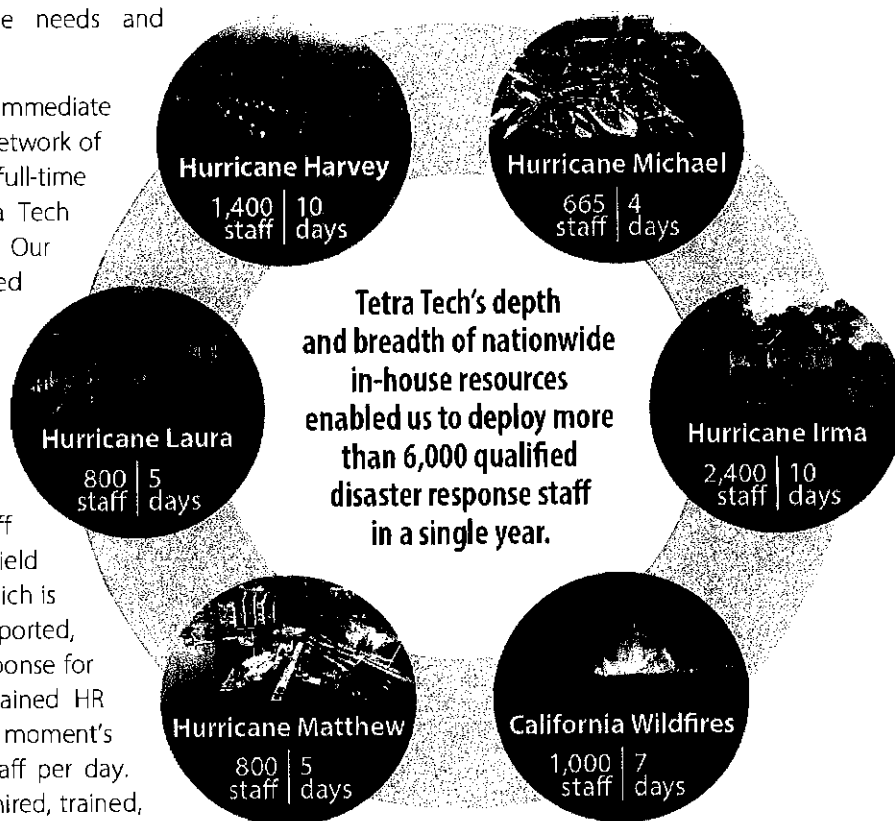 e needs and
mmediate
etwork of
full-time
a Tech
Our
ed
ff
ield
ich is
ported,
ponse for
ained HR
moment's
aff per day.
hired, trained,
Hurricane Harvey
1,400 staff | 10 days
Hurricane Michael
665 staff | 4 days
Hurricane Laura
800 staff | 5 days
Tetra Tech's depth
and breadth of nationwide
in-house resources
enabled us to deploy more
than 6,000 qualified
disaster response staff
in a single year.
Hurricane Irma
2,400 staff | 10 days
Hurricane Matthew
800 staff | 5 days
California Wildfires
1,000 staff | 7 days